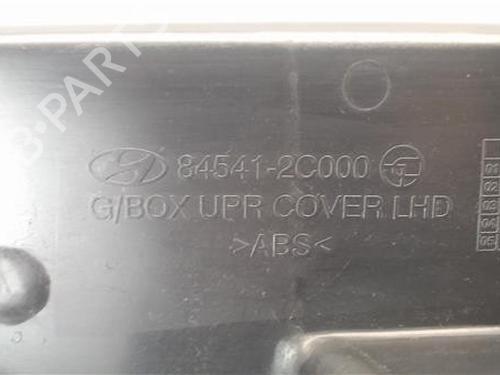 B-PARTS
84541-2C000
G/BOX UPR COVER LHD
>ABS<